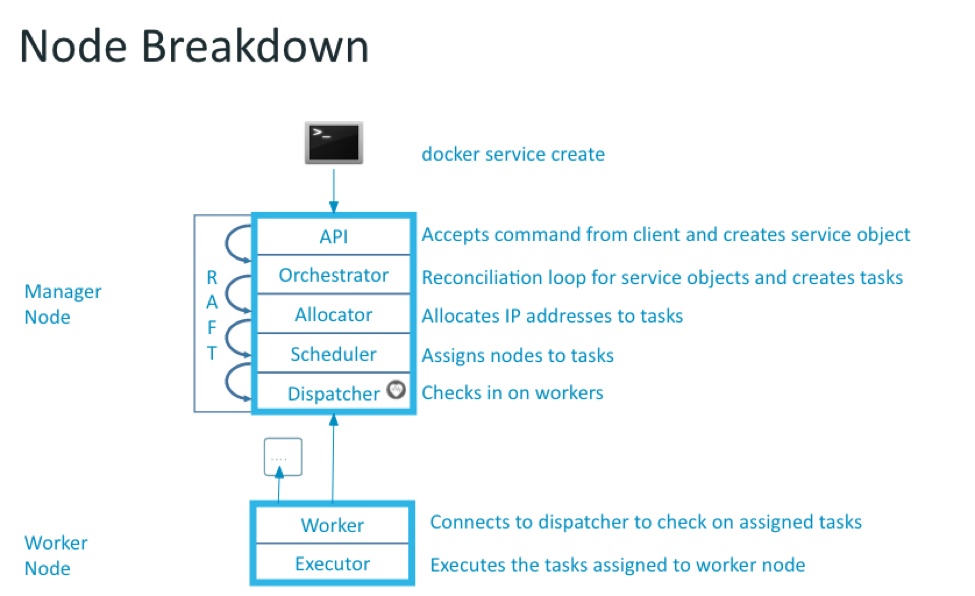 Node Breakdown
>_
docker service create
API
Accepts command from client and creates service object
Orchestrator
Reconciliation loop for service objects and creates tasks
Manager
Node
R
A
F
T
Allocator
Allocates IP addresses to tasks
Scheduler
Assigns nodes to tasks
Dispatcher
Checks in on workers
....
Worker
Connects to dispatcher to check on assigned tasks
Worker
Node
Executor
Executes the tasks assigned to worker node